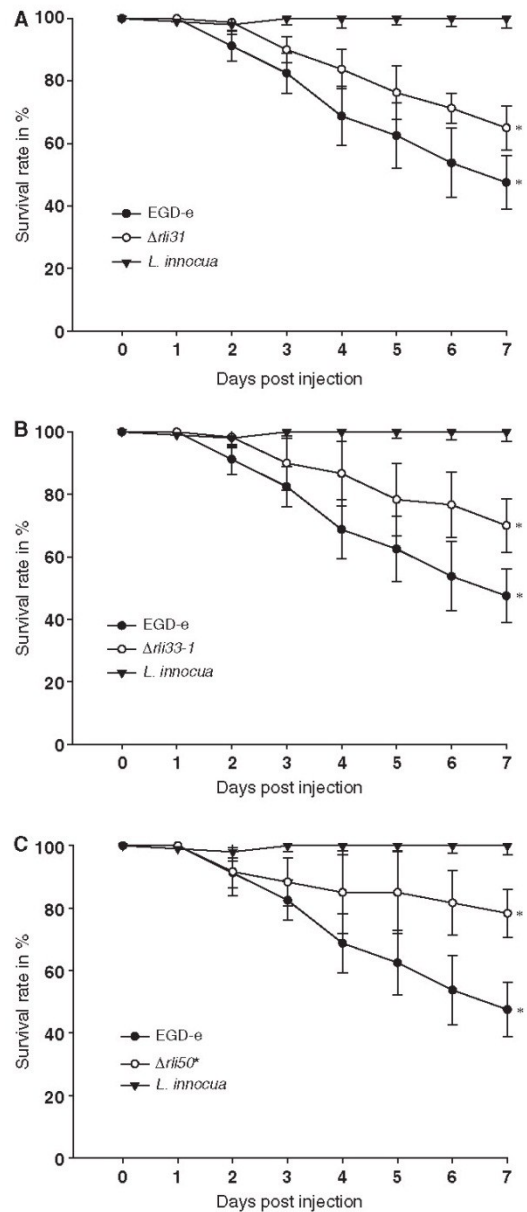 A
100
80
60
40
20
0
Survival rate in %
EGD-e
Δrli31
L. innocua
*
*
0 1 2 3 4 5 6 7
Days post injection
B
100
80
60
40
20
0
Survival rate in %
EGD-e
Δrli33-1
L. innocua
*
*
0 1 2 3 4 5 6 7
Days post injection
C
100
80
60
40
20
0
Survival rate in %
EGD-e
Δrli50*
L. innocua
*
*
0 1 2 3 4 5 6 7
Days post injection